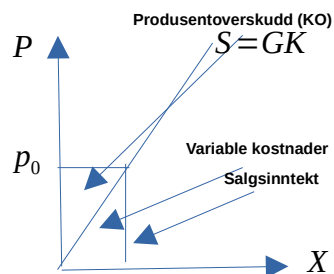 Produsentoverskudd (KO)
P
S=GK
p0
Variable kostnader
Salgsinntekt
X